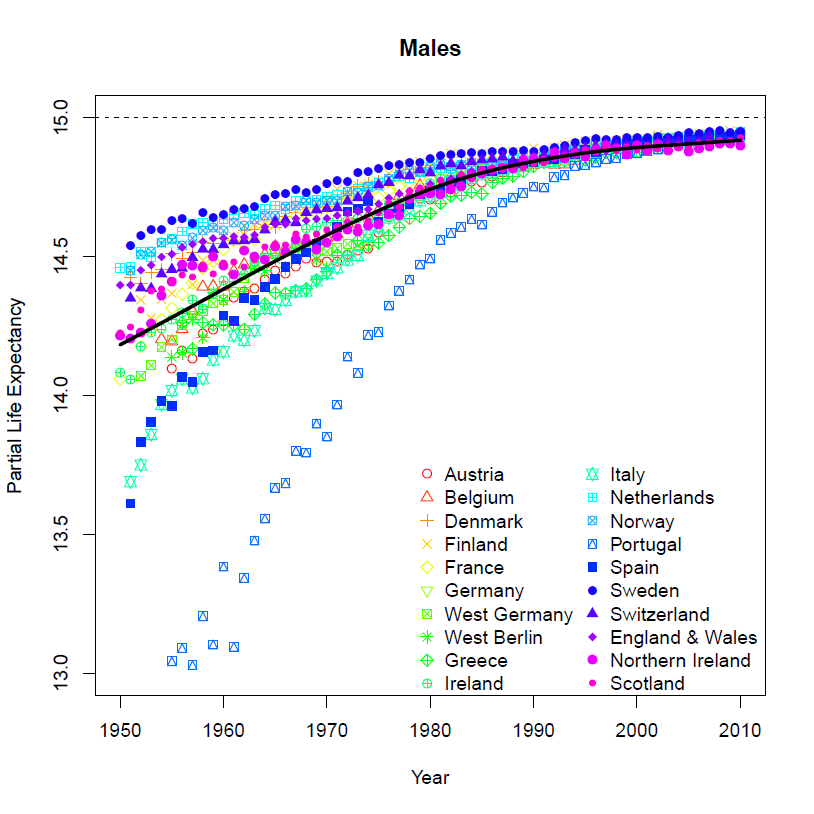 Males
Partial Life Expectancy
15.0
14.5
14.0
13.5
13.0
Austria
Belgium
Denmark
Finland
France
Germany
West Germany
West Berlin
Greece
Ireland
Italy
Netherlands
Norway
Portugal
Spain
Sweden
Switzerland
England & Wales
Northern Ireland
Scotland
1950 1960 1970 1980 1990 2000 2010
Year